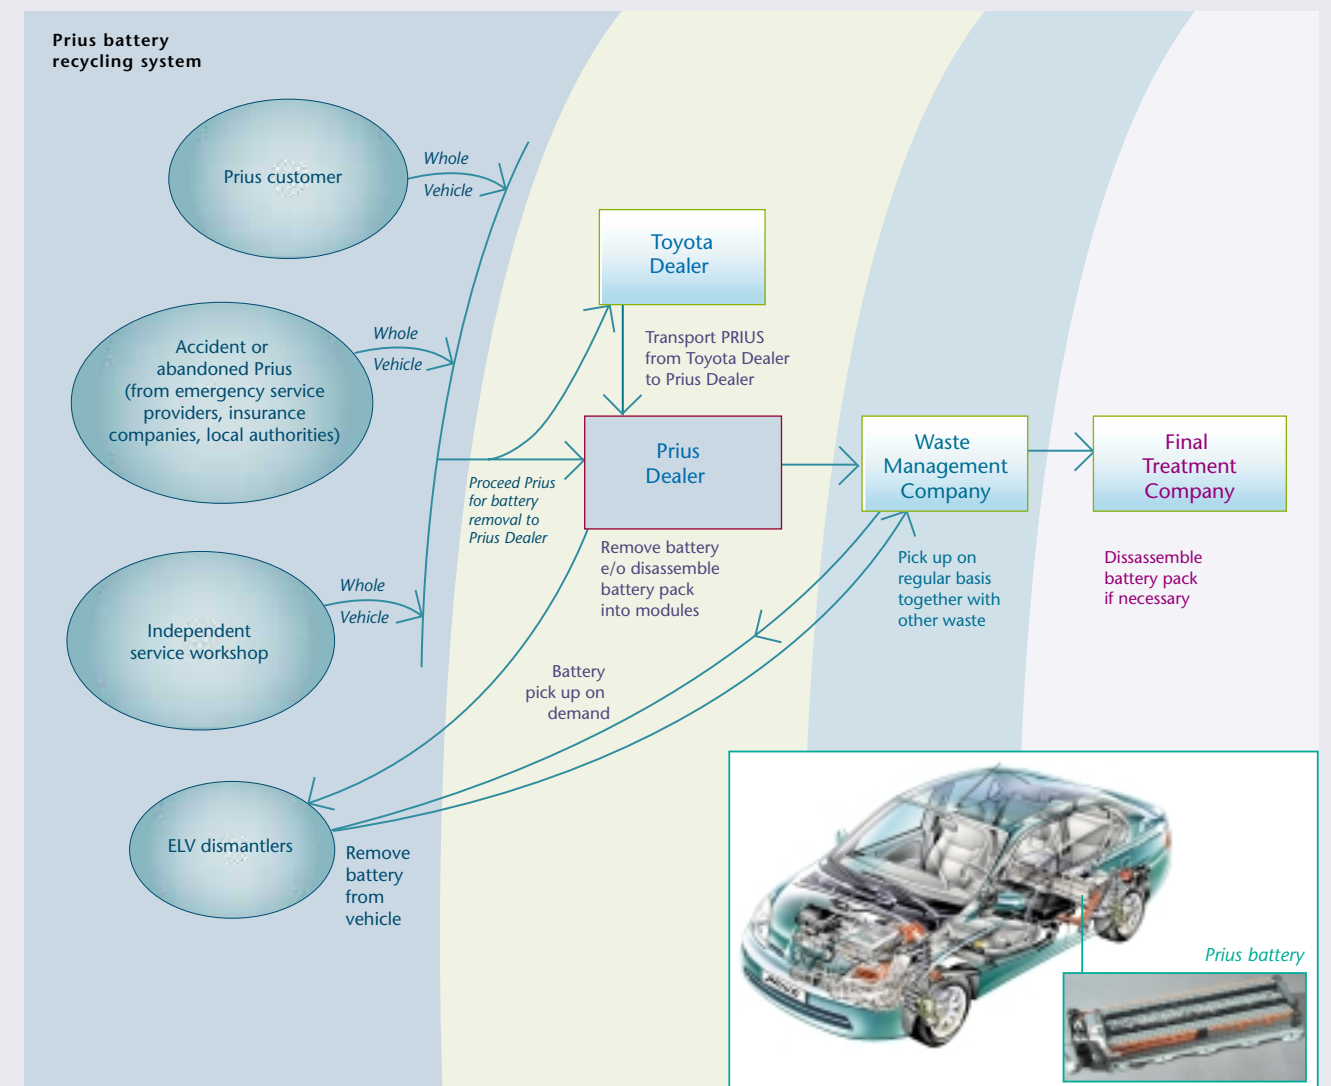 Prius battery
recycling system
Prius customer
Whole
Vehicle
Toyota
Dealer
Accident or
abandoned Prius
(from emergency service
providers, insurance
companies, local authorities)
Whole
Vehicle
Transport PRIUS
from Toyota Dealer
to Prius Dealer
Proceed Prius
for battery
removal to
Prius Dealer
Prius
Dealer
Waste
Management
Company
Final
Treatment
Company
Remove battery
e/o disassemble
battery pack
into modules
Pick up on
regular basis
together with
other waste
Dissassemble
battery pack
if necessary
Independent
service workshop
Whole
Vehicle
Battery
pick up on
demand
ELV dismantlers
Remove
battery
from
vehicle
PRIUS
Prius battery